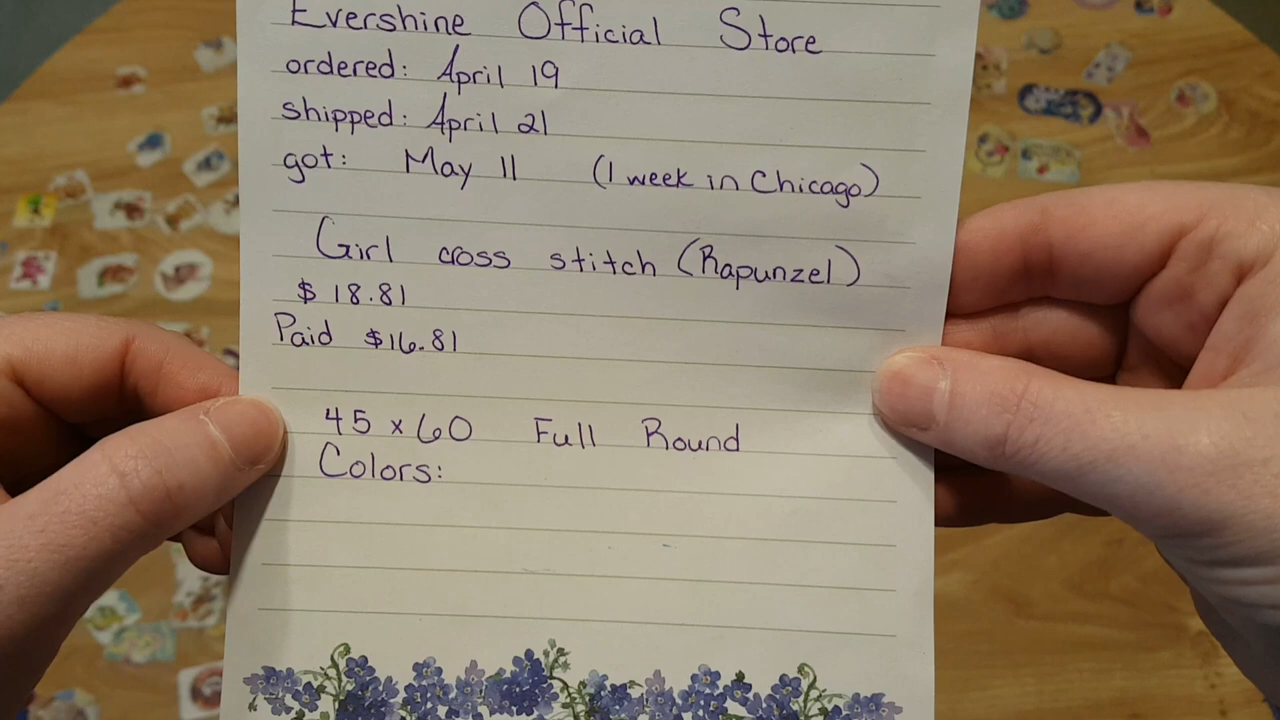 Evershine Official Store
ordered: April 19
shipped: April 21
got: May 11 (1 week in Chicago)
Girl cross stitch (Rapunzel)
$18.81
Paid $16.81
45 x 60 Full Round
Colors: